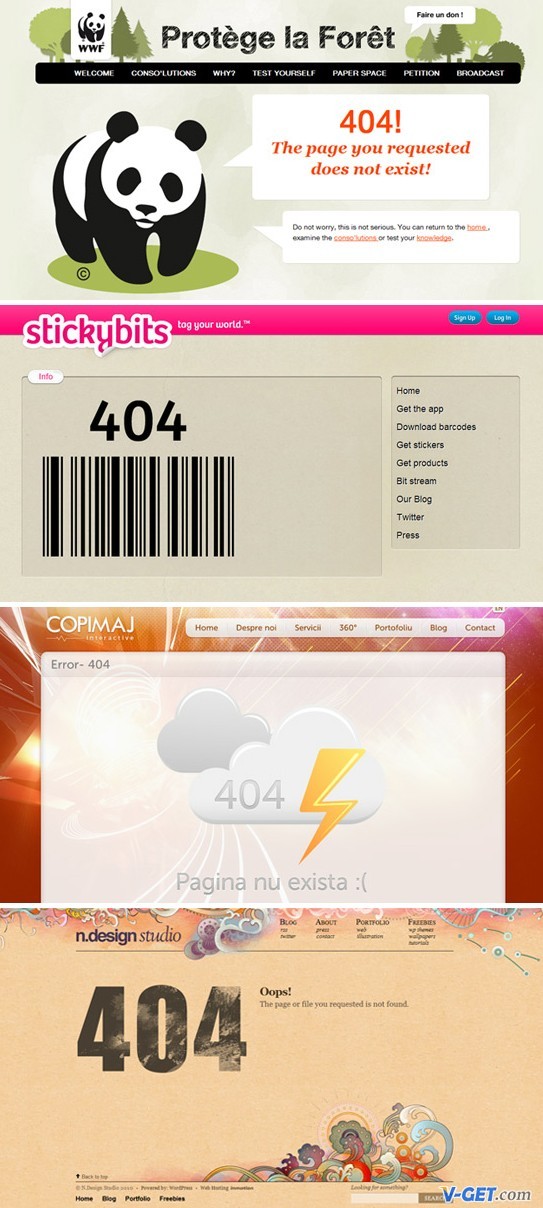 Faire un don !
WWF
Protège la Forêt
WELCOME CONSO'LUTIONS WHY? TEST YOURSELF PAPER SPACE PETITION BROADCAST
404!
The page you requested
does not exist!
Do not worry, this is not serious. You can return to the home ,
examine the conso'lutions or test your knowledge.
©
stickybits tag your world.™
Sign Up Log In
Info
404
Home
Get the app
Download barcodes
Get stickers
Get products
Bit stream
Our Blog
Twitter
Press
EN
COPIMAJ
interactive
Home Despre noi Servicii 360° Portofoliu Blog Contact
Error- 404
404
Pagina nu exista :(
n.design studio
Blog
rss
twitter
About
press
contact
Portfolio
web
illustration
Freebies
wp themes
wallpapers
tutorials
404
Oops!
The page or file you requested is not found.
Back to top
© N.Design Studio 2010 • Powered by: WordPress • Web Hosting
Looking for something?
Home Blog Portfolio Freebies
SEARCH
V-GET.com